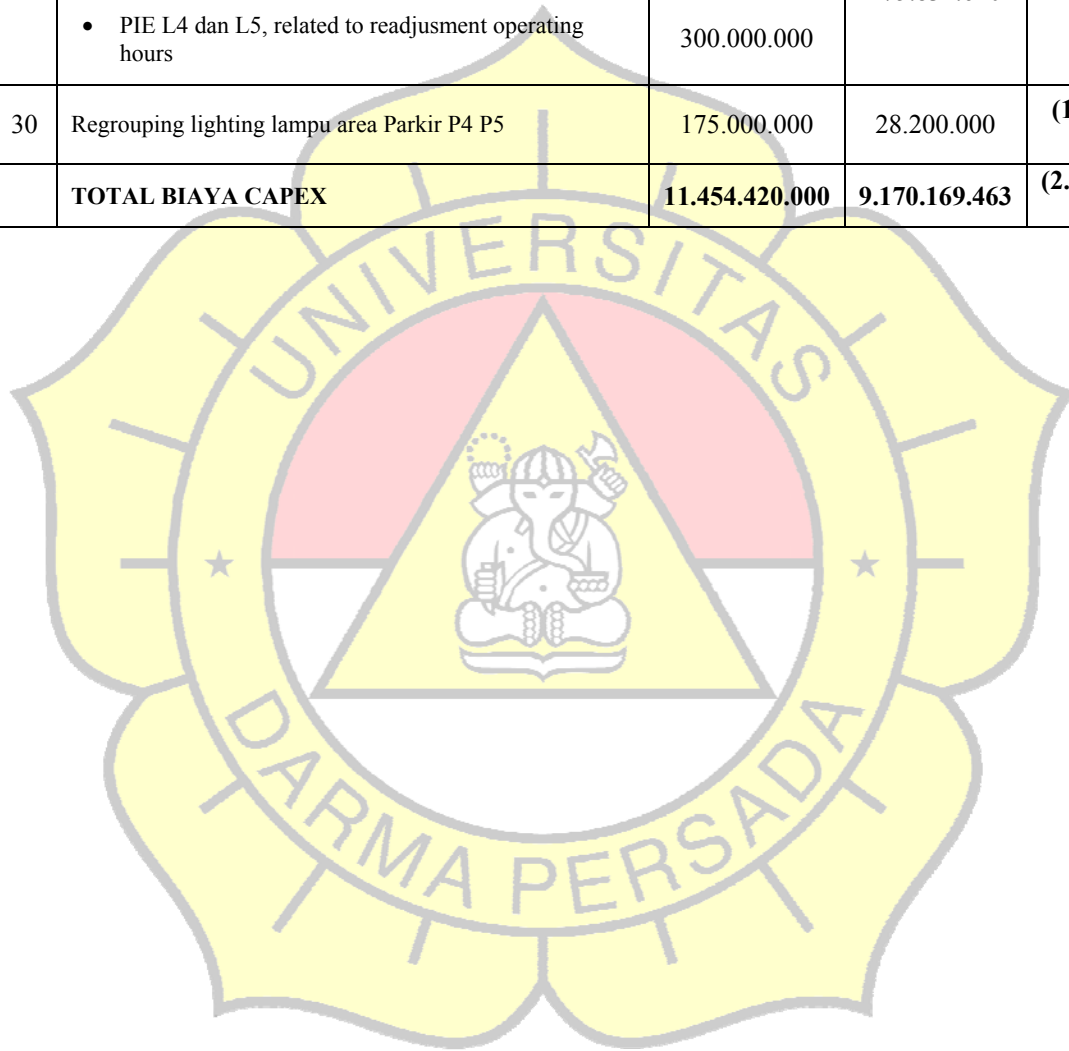 • PIE L4 dan L5, related to readjusment operating
hours
300.000.000
30 Regrouping lighting lampu area Parkir P4 P5 175.000.000 28.200.000 (1
TOTAL BIAYA CAPEX 11.454.420.000 9.170.169.463 (2.
UNIVERSITAS
DARMA PERSADA